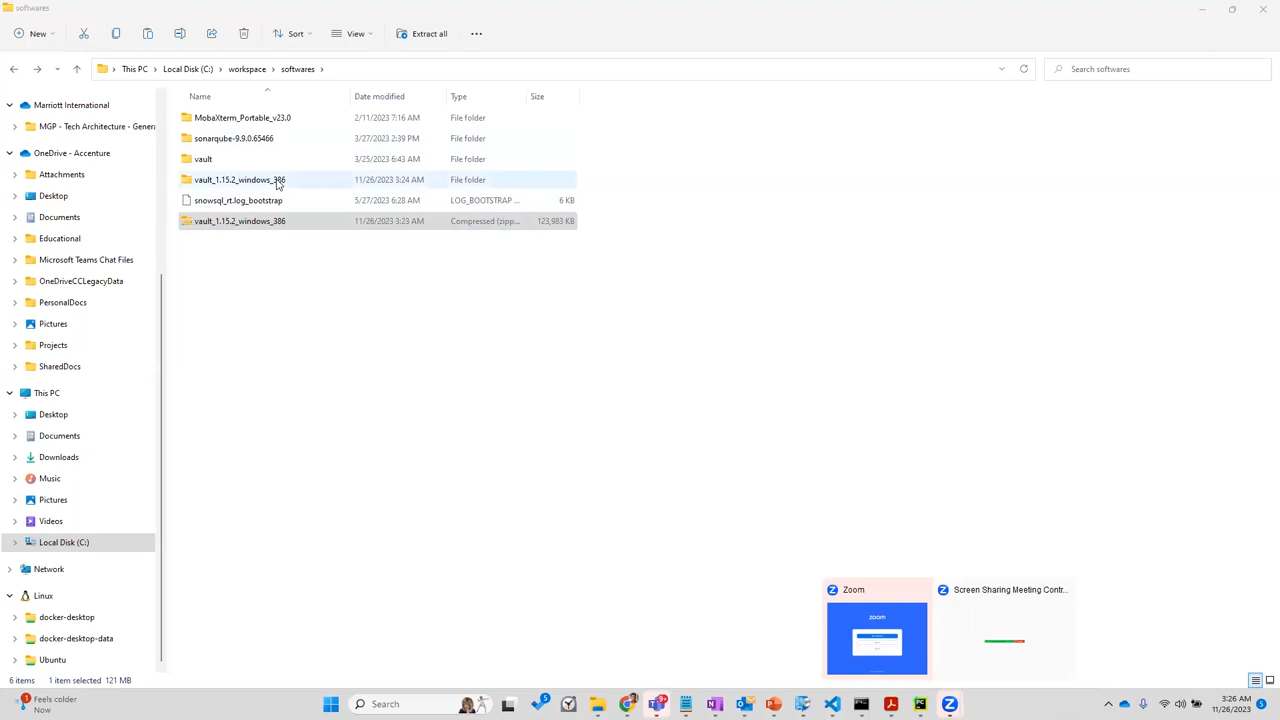 softwares
New
Sort
View
Extract all
This PC
Local Disk (C:)
workspace
softwares
Search softwares
Name
Date modified
Type
Size
MobaXterm_Portable_v23.0
2/11/2023 7:16 AM
File folder
sonarqube-9.9.0.65466
3/27/2023 2:39 PM
File folder
vault
3/25/2023 6:43 AM
File folder
vault_1.15.2_windows_386
11/26/2023 3:24 AM
File folder
snowsql_rt.log_bootstrap
5/27/2023 6:28 AM
LOG_BOOTSTRAP ...
6 KB
vault_1.15.2_windows_386
11/26/2023 3:23 AM
Compressed (zipp...
123,983 KB
Marriott International
MGP - Tech Architecture - Genera
OneDrive - Accenture
Attachments
Desktop
Documents
Educational
Microsoft Teams Chat Files
OneDriveCCLegacyData
PersonalDocs
Pictures
Projects
SharedDocs
This PC
Desktop
Documents
Downloads
Music
Pictures
Videos
Local Disk (C:)
Network
Linux
docker-desktop
docker-desktop-data
Ubuntu
6 items
1 item selected 121 MB
Zoom
Screen Sharing Meeting Contr...
zoom
1
Feels colder
Now
Search
5
9+
3:26 AM
11/26/2023
5